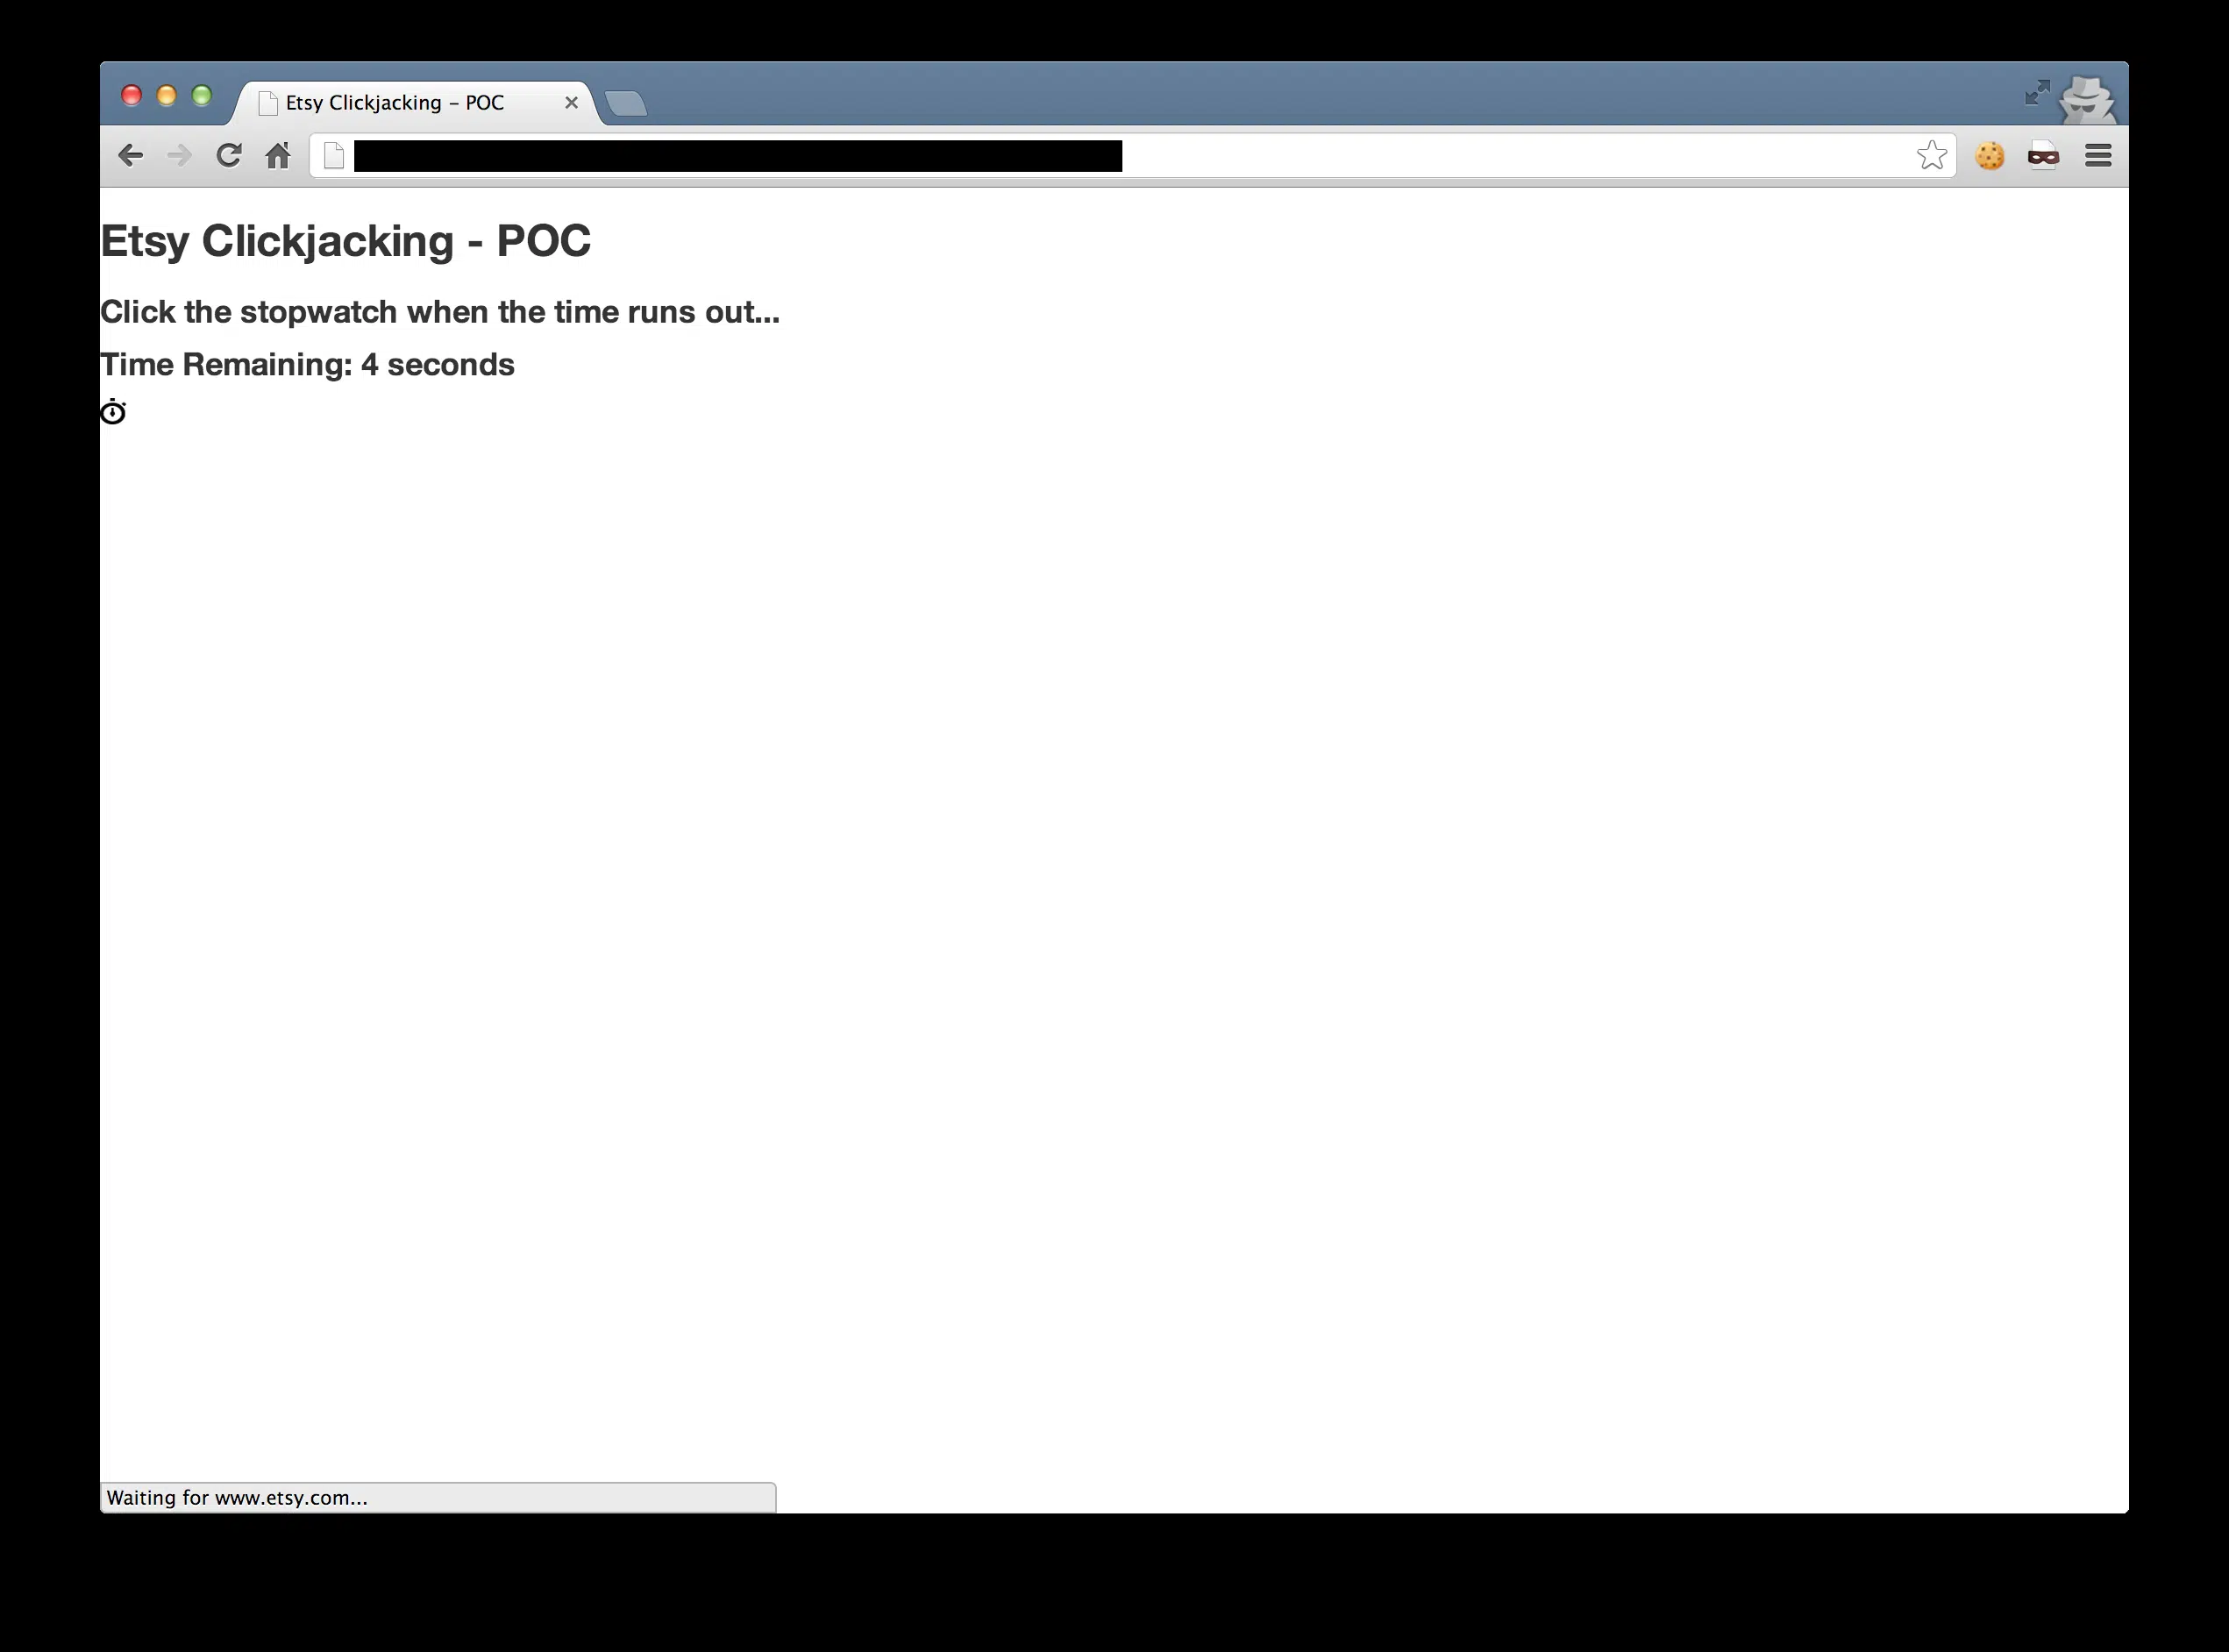 Etsy Clickjacking – POC
Etsy Clickjacking - POC
Click the stopwatch when the time runs out...
Time Remaining: 4 seconds
Waiting for www.etsy.com...